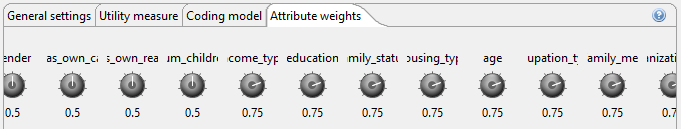 General settings Utility measure Coding model Attribute weights
ender as_own_ca s_own_rea um_childre come_typ education mily_statu ousing_typ age upation_ty amily_me nizati
0.5 0.5 0.5 0.5 0.75 0.75 0.75 0.75 0.75 0.75 0.75 0.7